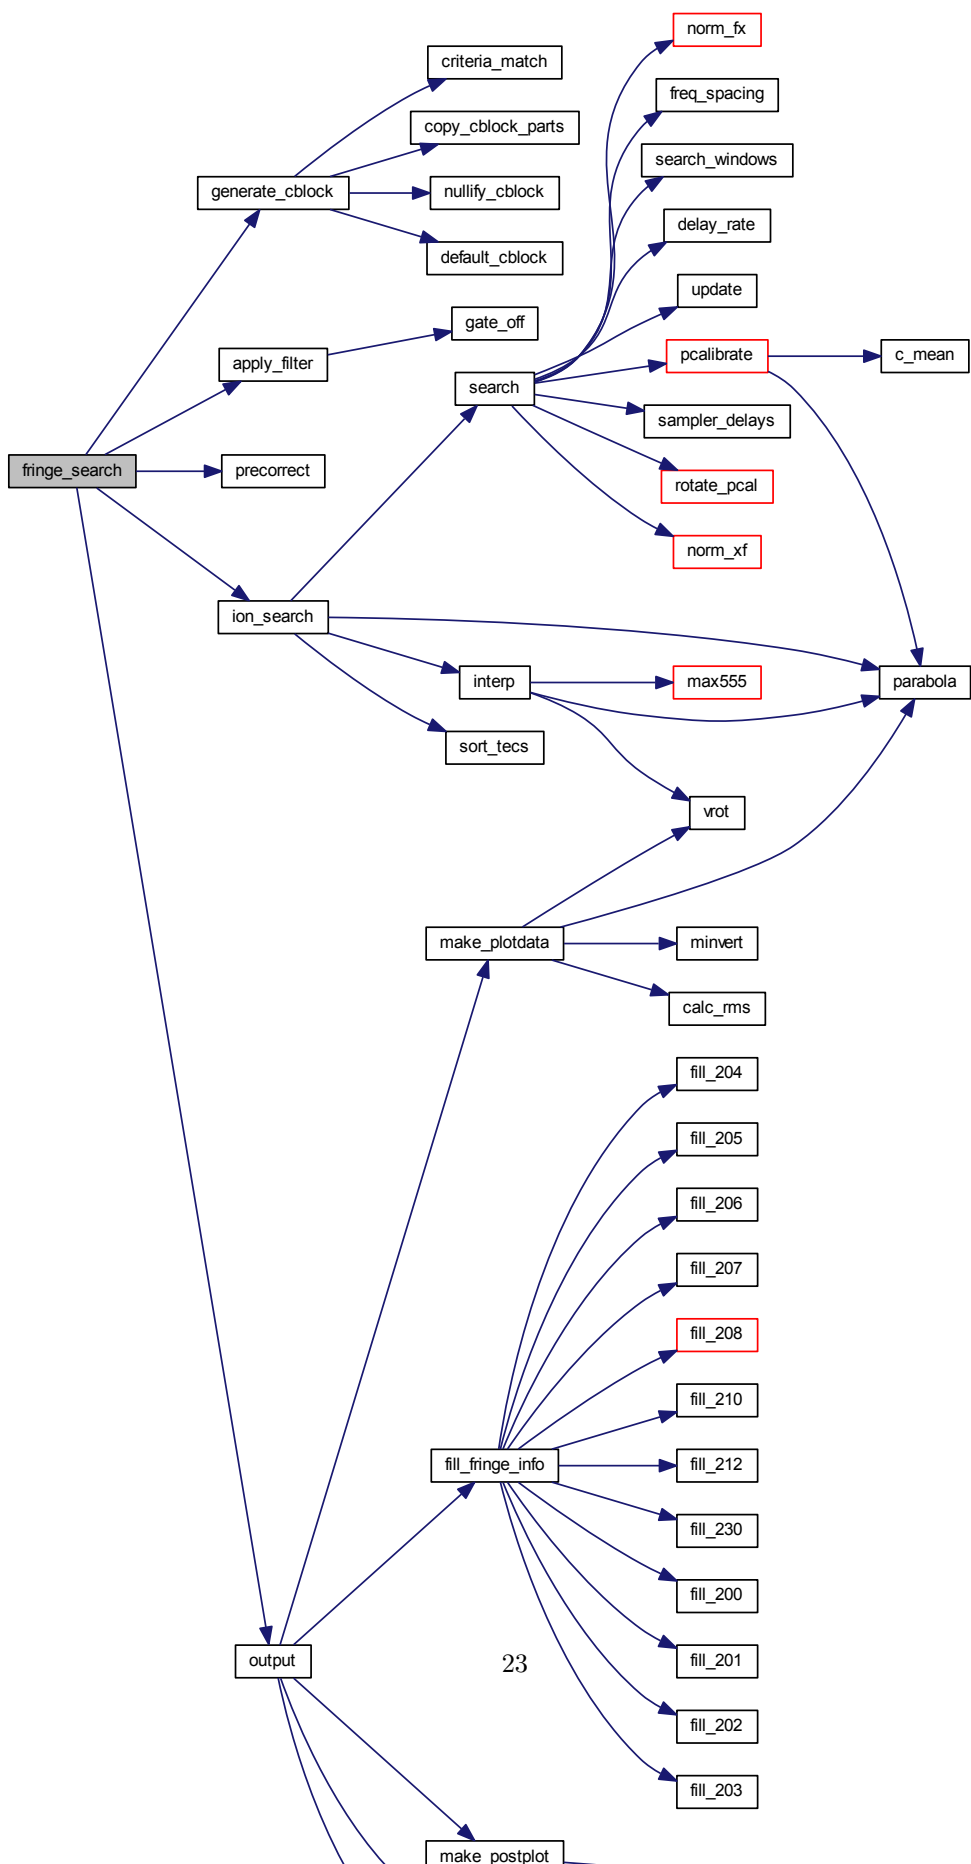 norm_fx
criteria_match
freq_spacing
copy_cblock_parts
search_windows
generate_cblock
nullify_cblock
delay_rate
default_cblock
update
gate_off
pcalibrate
c_mean
apply_filter
search
sampler_delays
fringe_search
precorrect
rotate_pcal
norm_xf
ion_search
interp
max555
parabola
sort_tecs
vrot
make_plotdata
minvert
calc_rms
fill_204
fill_205
fill_206
fill_207
fill_208
fill_210
fill_fringe_info
fill_212
fill_230
fill_200
output
23
fill_201
fill_202
fill_203
make_postplot